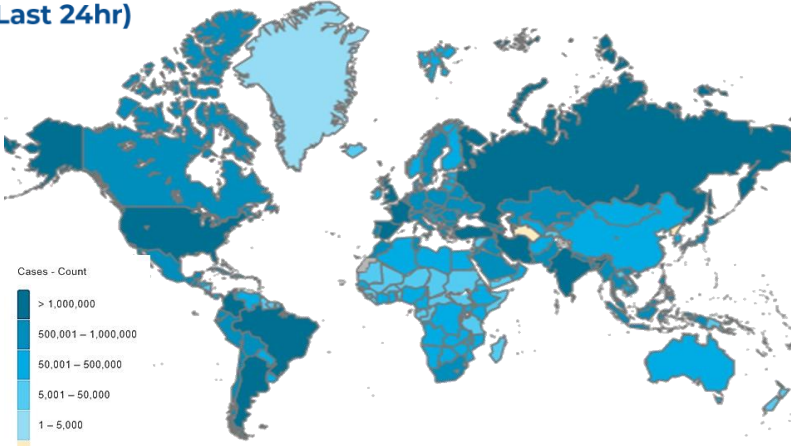 Last 24hr)
Cases - Count
> 1,000,000
500,001 – 1,000,000
50,001 – 500,000
5,001 – 50,000
1 – 5,000